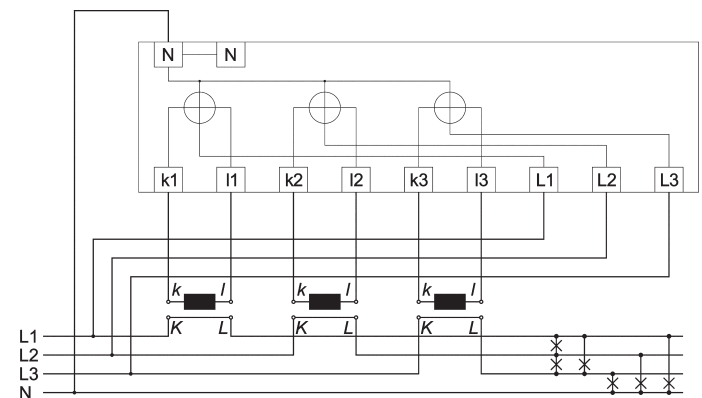 N N
k1 l1 k2 l2 k3 l3 L1 L2 L3
k l k l k l
K L K L K L
L1
L2
L3
N